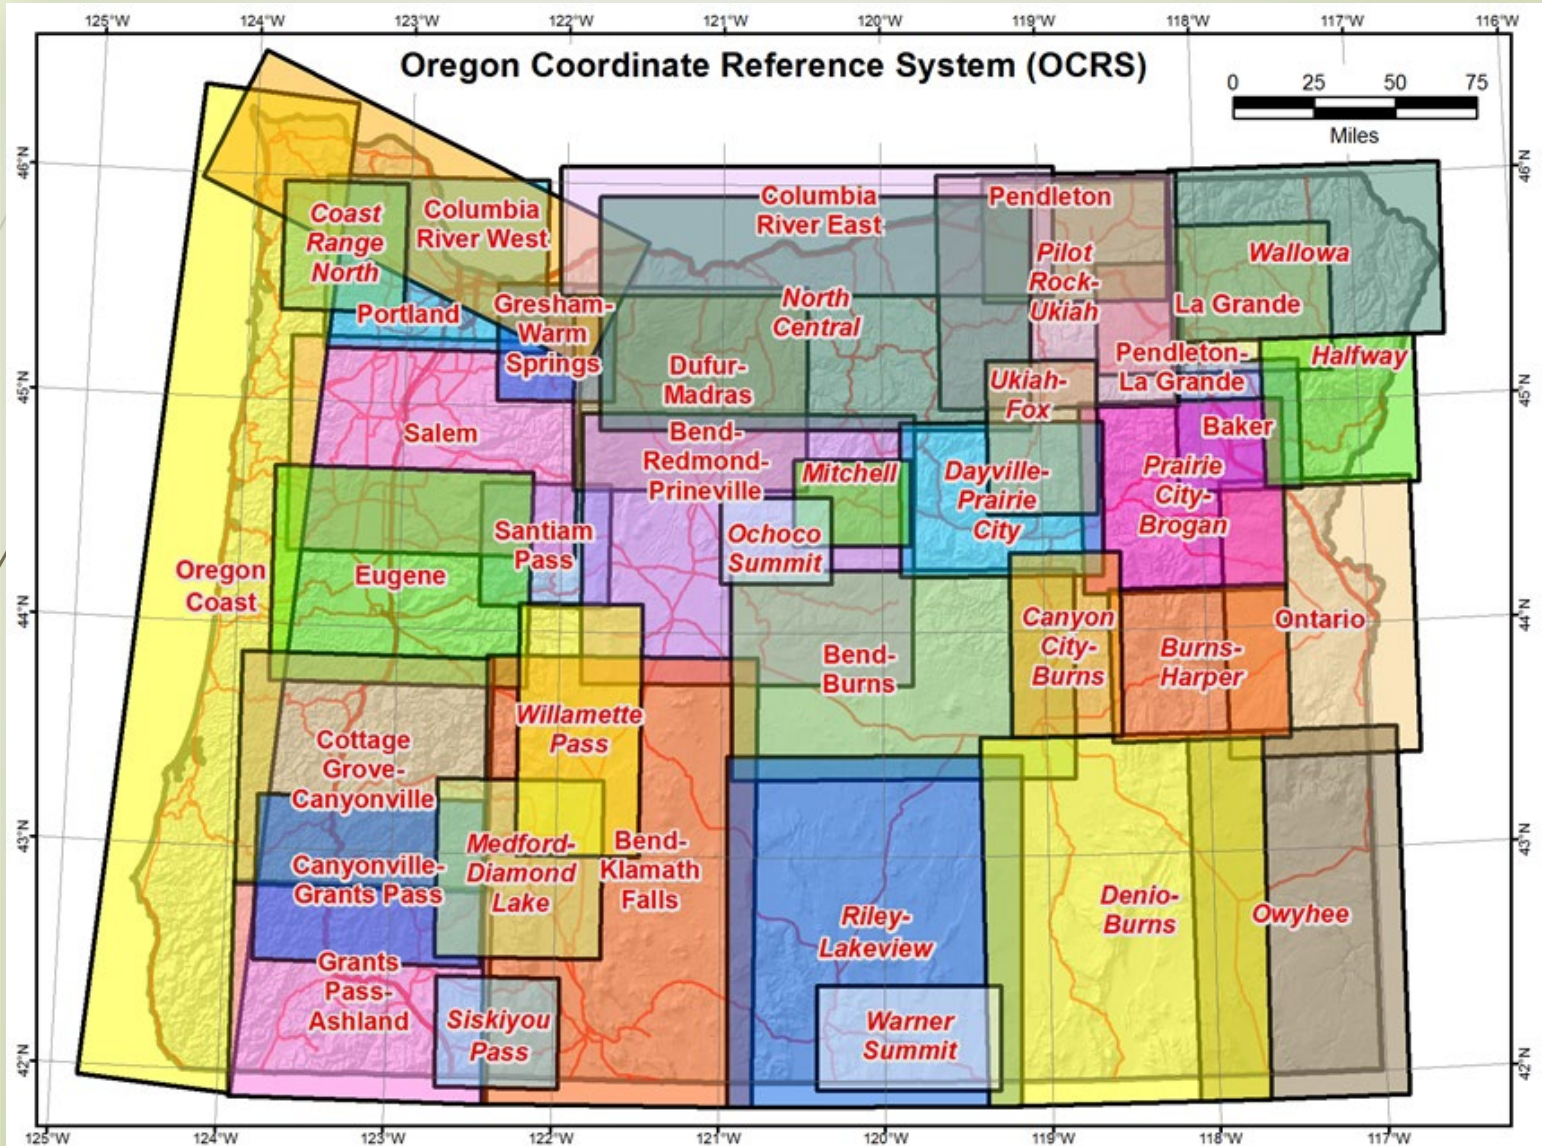 125°W 124°W 123°W 122°W 121°W 120°W 119°W 118°W 117°W 116°W
Oregon Coordinate Reference System (OCRS)
0 25 50 75
Miles
46°N
45°N
44°N
43°N
42°N
46°N
45°N
44°N
43°N
42°N
Coast
Range
North
Columbia
River West
Columbia
River East
Pendleton
Pilot
Rock-
Ukiah
Wallowa
La Grande
Portland
Gresham-
Warm
Springs
North
Central
Dufur-
Madras
Ukiah-
Fox
Pendleton-
La Grande
Halfway
Baker
Salem
Bend-
Redmond-
Prineville
Mitchell
Dayville-
Prairie
City
Prairie
City-
Brogan
Santiam
Pass
Ochoco
Summit
Oregon
Coast
Eugene
Bend-
Burns
Canyon
City-
Burns
Burns-
Harper
Ontario
Willamette
Pass
Cottage
Grove-
Canyonville
Canyonville-
Grants Pass
Medford-
Diamond
Lake
Bend-
Klamath
Falls
Riley-
Lakeview
Denio-
Burns
Owyhee
Grants
Pass-
Ashland
Siskiyou
Pass
Warner
Summit
125°W 124°W 123°W 122°W 121°W 120°W 119°W 118°W 117°W